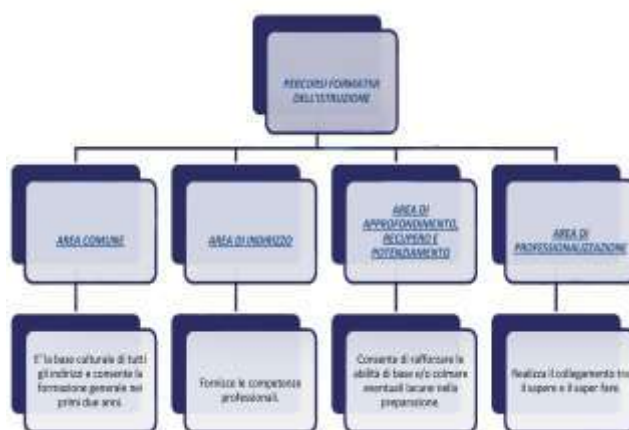 PERCORSI FORMATIVI
DELL'ISTRUZIONE
AREA COMUNE
AREA DI INDIRIZZO
AREA DI
APPROFONDIMENTO,
RECUPERO E
POTENZIAMENTO
AREA DI
PROFESSIONALIZZAZIONE
E' la base culturale di tutti
gli indirizzi e consente la
formazione generale nei
primi due anni.
Fornisce le competenze
professionali.
Consente di rafforzare le
abilità di base e/o colmare
eventuali lacune nella
preparazione.
Realizza il collegamento tra
il sapere e il saper fare.